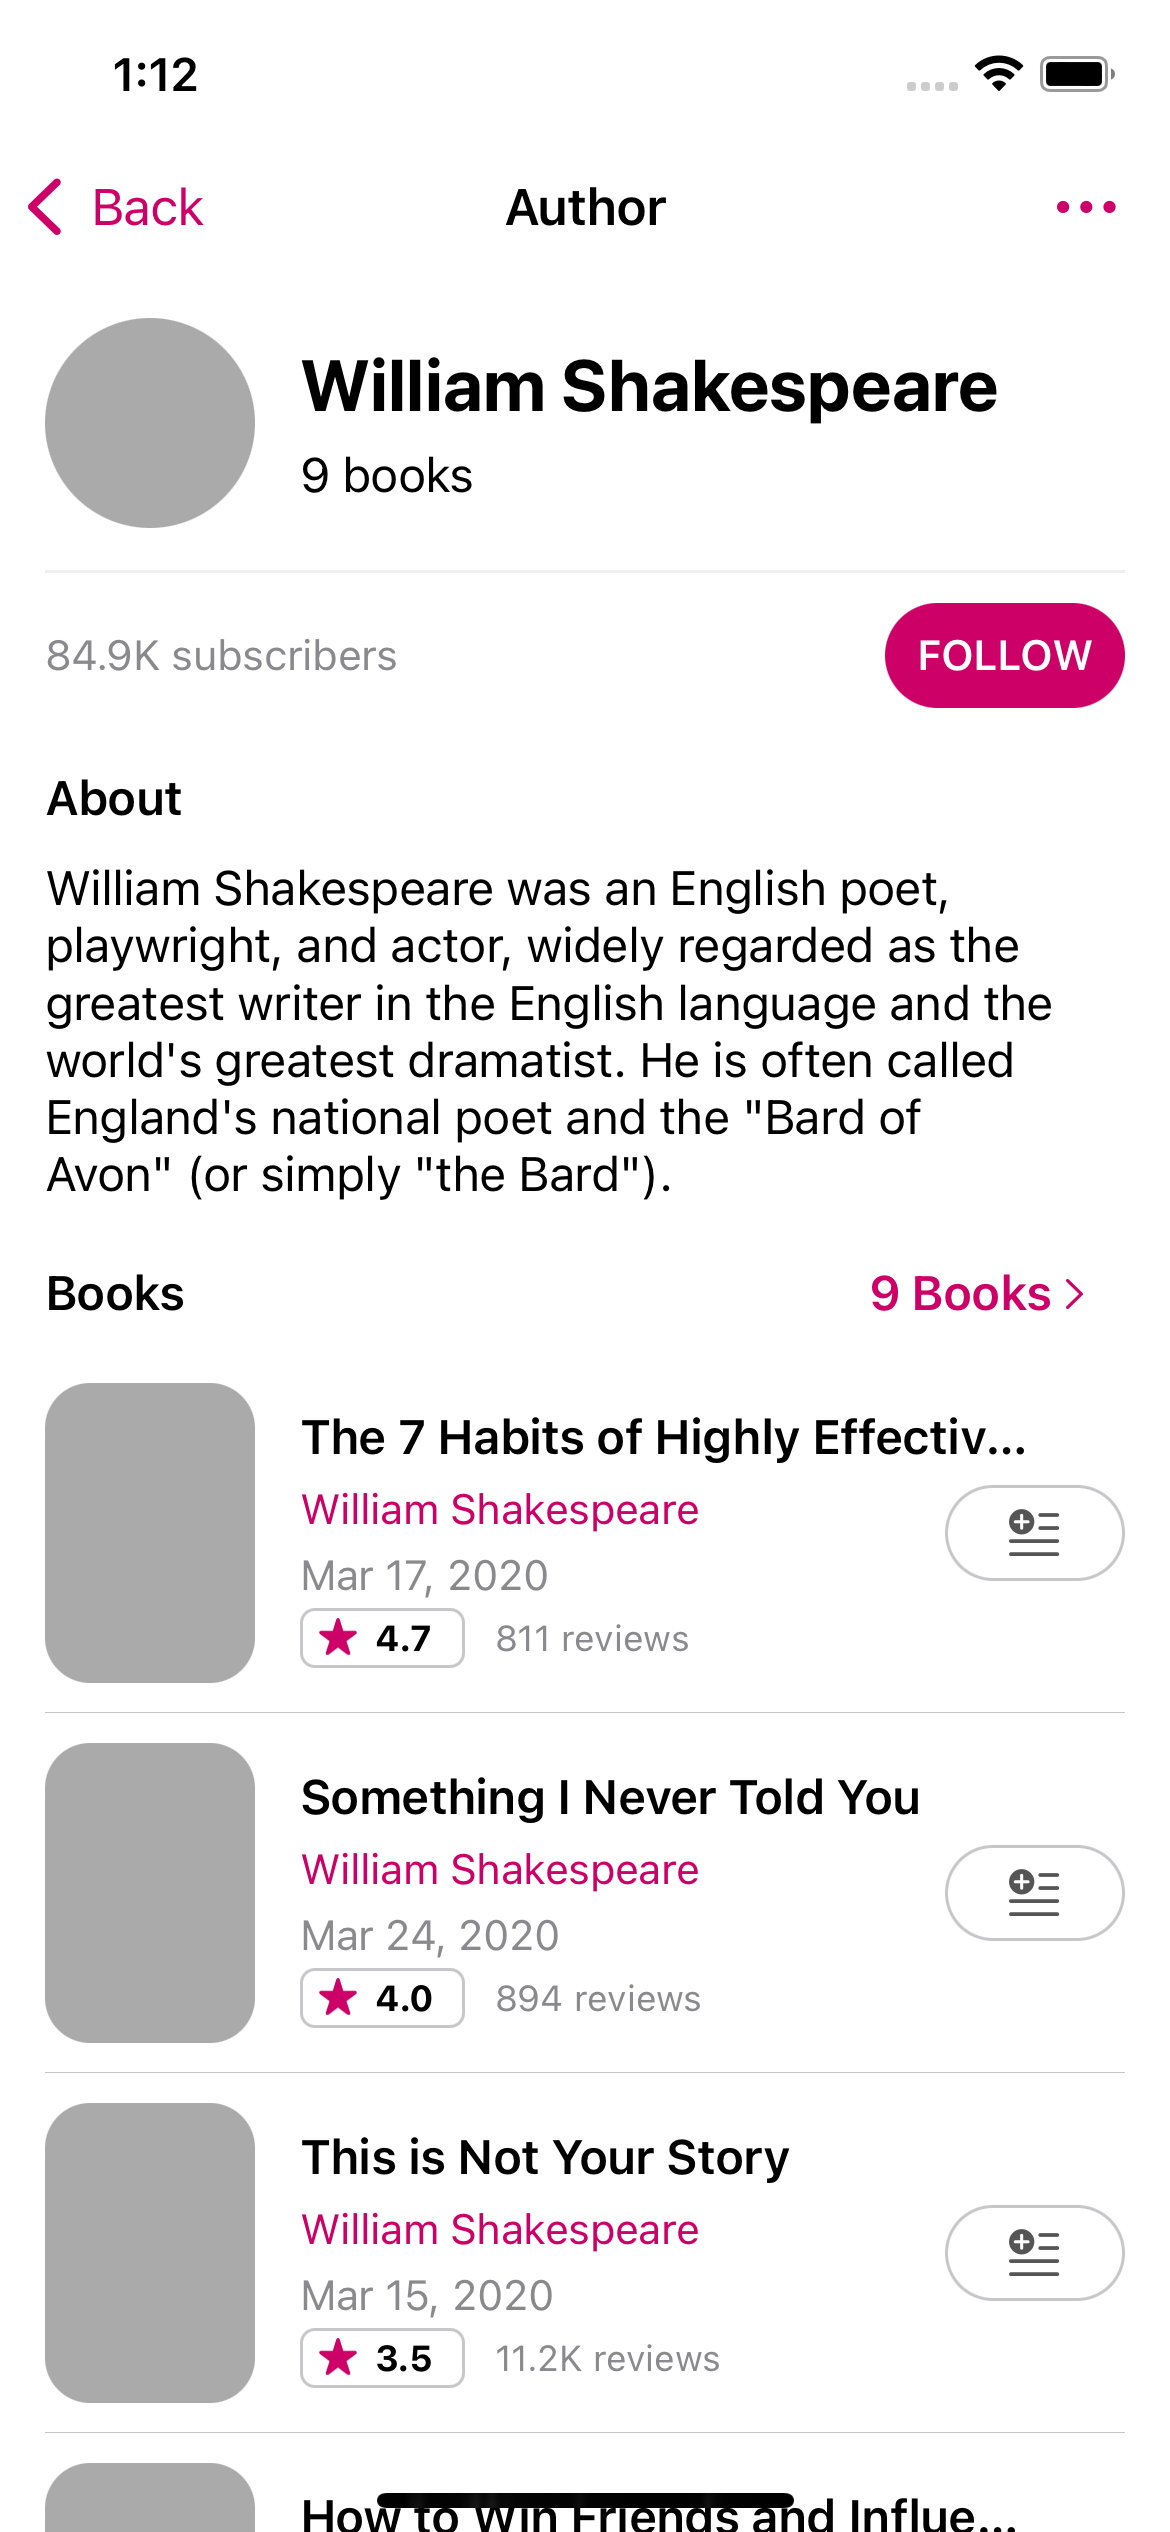 1:12
Back
Author
William Shakespeare
9 books
84.9K subscribers
FOLLOW
About
William Shakespeare was an English poet,
playwright, and actor, widely regarded as the
greatest writer in the English language and the
world's greatest dramatist. He is often called
England's national poet and the "Bard of
Avon" (or simply "the Bard").
Books
9 Books
The 7 Habits of Highly Effectiv...
William Shakespeare
Mar 17, 2020
4.7
811 reviews
Something I Never Told You
William Shakespeare
Mar 24, 2020
4.0
894 reviews
This is Not Your Story
William Shakespeare
Mar 15, 2020
3.5
11.2K reviews
How to Win Friends and Influe...